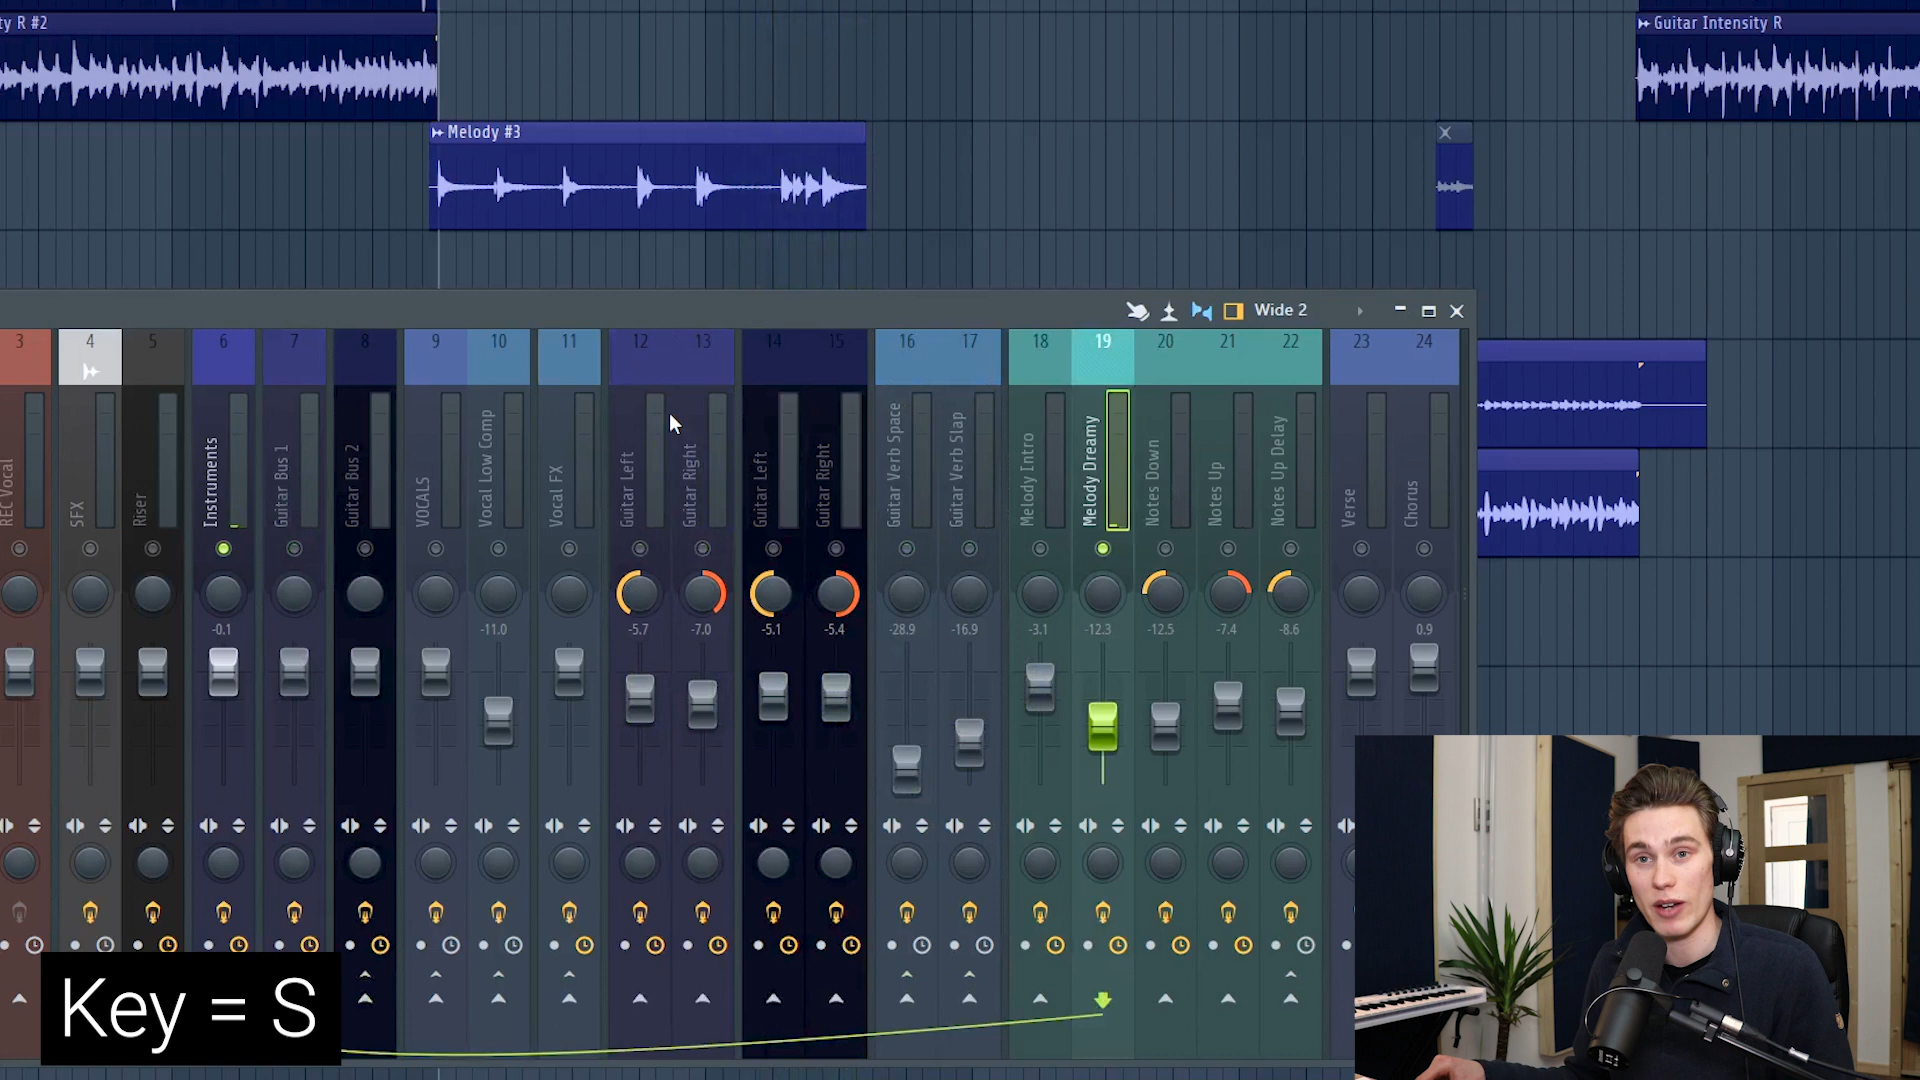 ty R #2
Guitar Intensity R
Melody #3
Wide 2
3 4 5 6 7 8 9 10 11 12 13 14 15 16 17 18 19 20 21 22 23 24
REC Vocal
SFX
Riser
Instruments
Guitar Bus 1
Guitar Bus 2
VOCALS
Vocal Low Comp
Vocal FX
Guitar Left
Guitar Right
Guitar Left
Guitar Right
Guitar Verb Space
Guitar Verb Slap
Melody Intro
Melody Dreamy
Notes Down
Notes Up
Notes Up Delay
Verse
Chorus
-0.1 -11.0 -5.7 -7.0 -5.1 -5.4 -28.9 -16.9 -3.1 -12.3 -12.5 -7.4 -8.6 0.9
Key = S